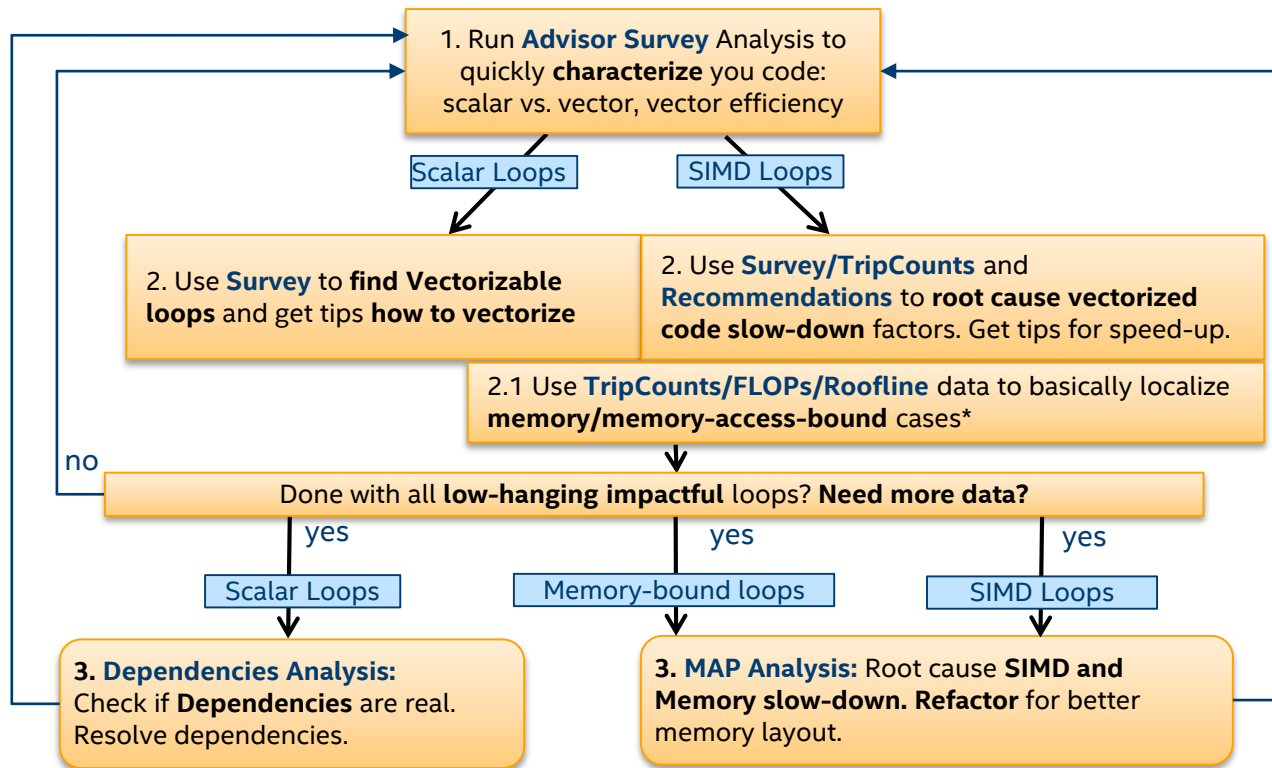 1. Run Advisor Survey Analysis to
quickly characterize you code:
scalar vs. vector, vector efficiency
Scalar Loops
SIMD Loops
2. Use Survey to find Vectorizable
loops and get tips how to vectorize
2. Use Survey/TripCounts and
Recommendations to root cause vectorized
code slow-down factors. Get tips for speed-up.
2.1 Use TripCounts/FLOPs/Roofline data to basically localize
memory/memory-access-bound cases*
no
Done with all low-hanging impactful loops? Need more data?
yes
yes
yes
Scalar Loops
Memory-bound loops
SIMD Loops
3. Dependencies Analysis:
Check if Dependencies are real.
Resolve dependencies.
3. MAP Analysis: Root cause SIMD and
Memory slow-down. Refactor for better
memory layout.